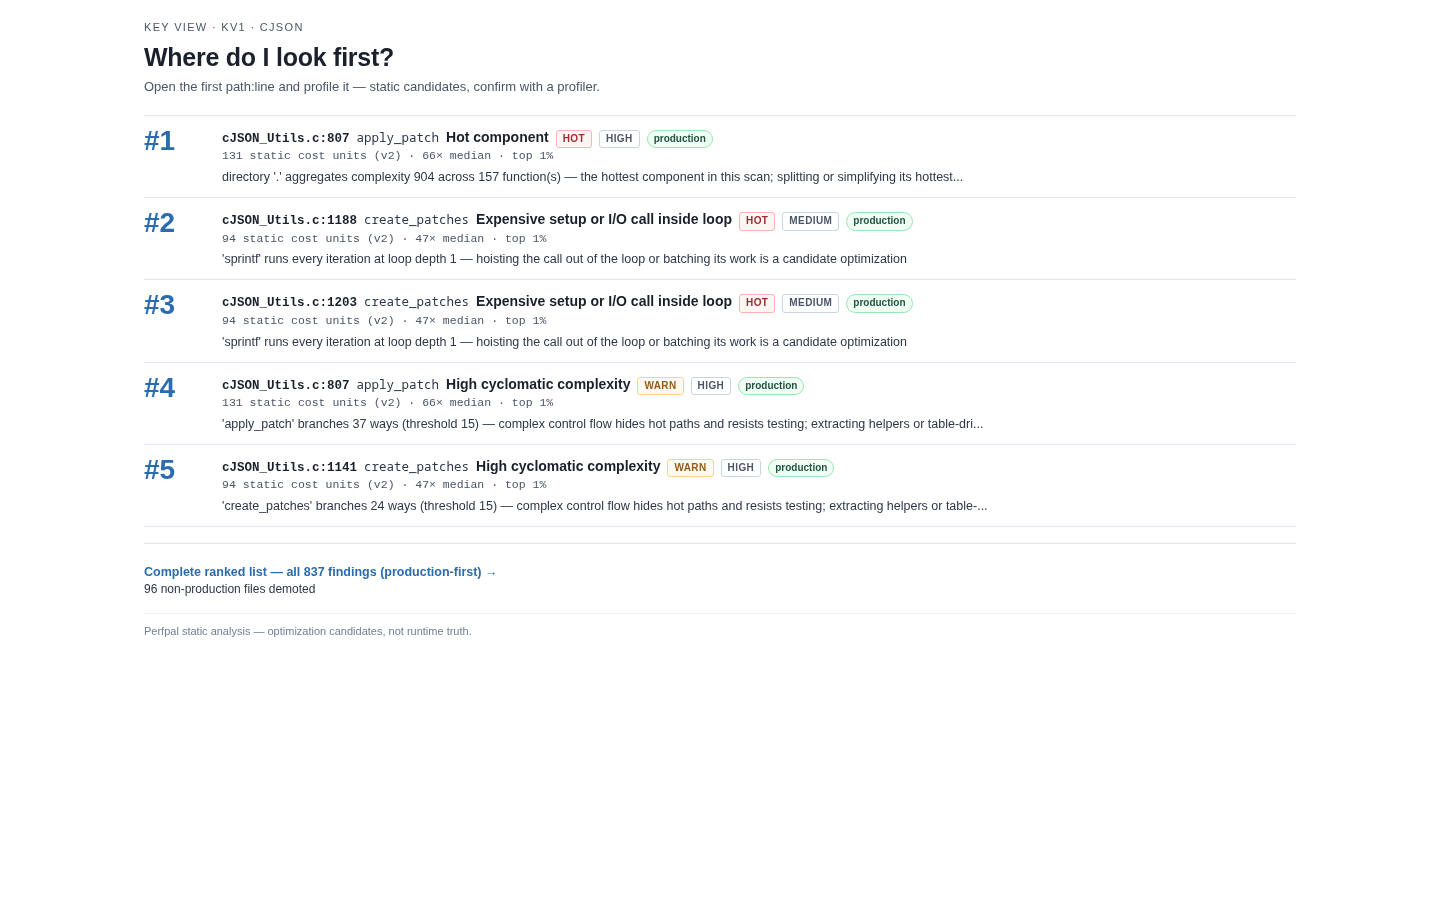 KEY VIEW · KV1 · CJSON
Where do I look first?
Open the first path:line and profile it — static candidates, confirm with a profiler.
#1
cJSON_Utils.c:807 apply_patch Hot component HOT HIGH production
131 static cost units (v2) · 66× median · top 1%
directory '.' aggregates complexity 904 across 157 function(s) — the hottest component in this scan; splitting or simplifying its hottest...
#2
cJSON_Utils.c:1188 create_patches Expensive setup or I/O call inside loop HOT MEDIUM production
94 static cost units (v2) · 47× median · top 1%
'sprintf' runs every iteration at loop depth 1 — hoisting the call out of the loop or batching its work is a candidate optimization
#3
cJSON_Utils.c:1203 create_patches Expensive setup or I/O call inside loop HOT MEDIUM production
94 static cost units (v2) · 47× median · top 1%
'sprintf' runs every iteration at loop depth 1 — hoisting the call out of the loop or batching its work is a candidate optimization
#4
cJSON_Utils.c:807 apply_patch High cyclomatic complexity WARN HIGH production
131 static cost units (v2) · 66× median · top 1%
'apply_patch' branches 37 ways (threshold 15) — complex control flow hides hot paths and resists testing; extracting helpers or table-dri...
#5
cJSON_Utils.c:1141 create_patches High cyclomatic complexity WARN HIGH production
94 static cost units (v2) · 47× median · top 1%
'create_patches' branches 24 ways (threshold 15) — complex control flow hides hot paths and resists testing; extracting helpers or table-...
Complete ranked list — all 837 findings (production-first) →
96 non-production files demoted
Perfpal static analysis — optimization candidates, not runtime truth.